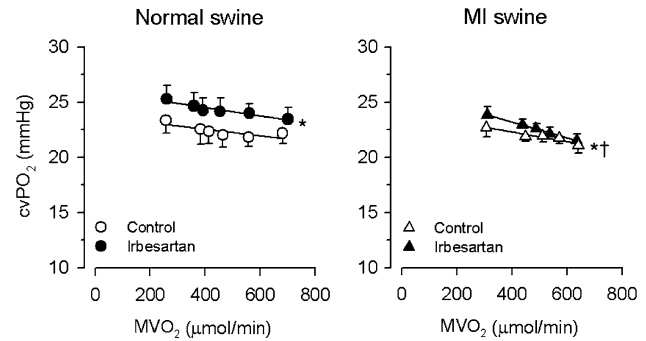 Normal swine
MI swine
cvPO₂ (mmHg)
30
25
20
15
10
Control
Irbesartan
*
0 200 400 600 800
MVO₂ (μmol/min)
30
25
20
15
10
Control
Irbesartan
*†
0 200 400 600 800
MVO₂ (μmol/min)